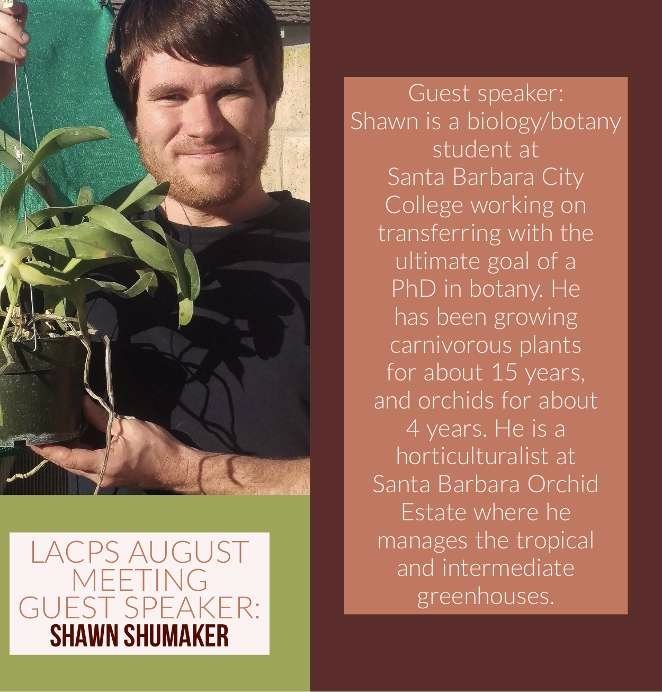 LACPS AUGUST
MEETING
GUEST SPEAKER:
SHAWN SHUMAKER
Guest speaker:
Shawn is a biology/botany
student at
Santa Barbara City
College working on
transferring with the
ultimate goal of a
PhD in botany. He
has been growing
carnivorous plants
for about 15 years,
and orchids for about
4 years. He is a
horticulturalist at
Santa Barbara Orchid
Estate where he
manages the tropical
and intermediate
greenhouses.